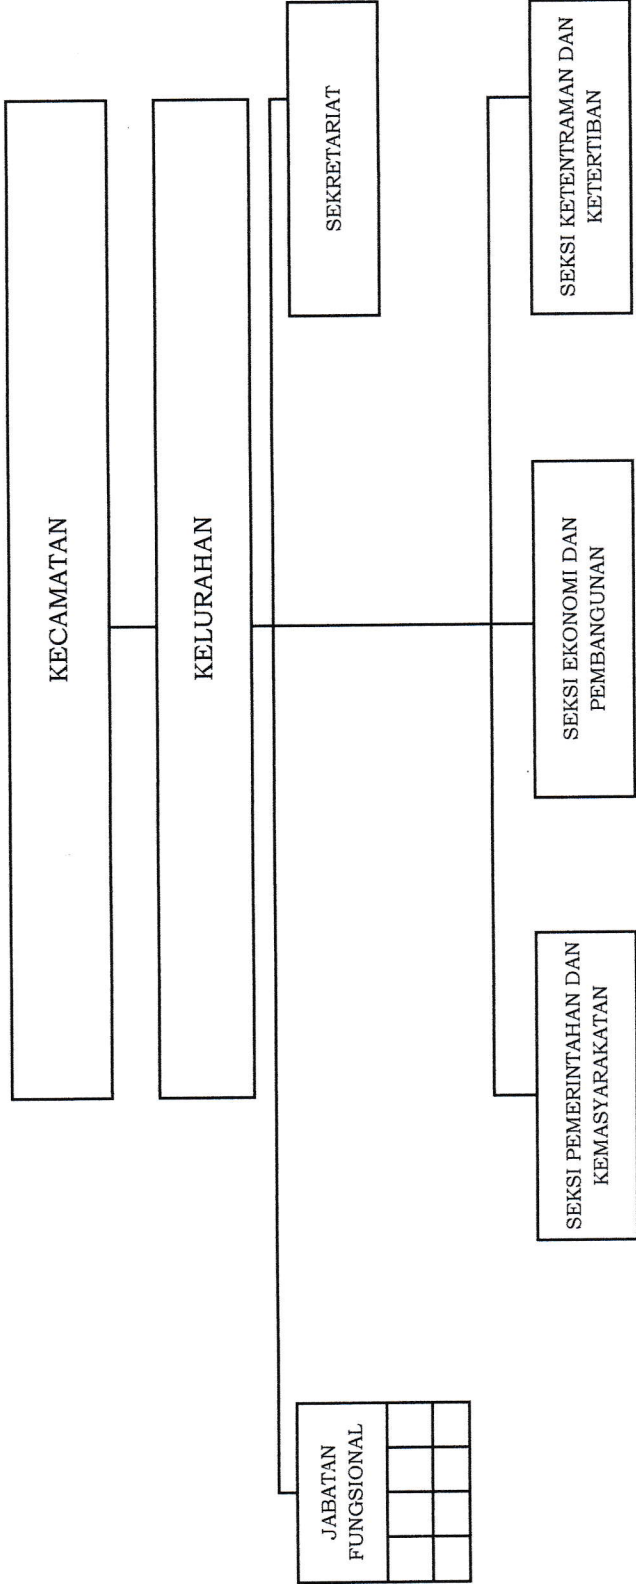 KECAMATAN
KELURAHAN
JABATAN
FUNGSIONAL
SEKRETARIAT
SEKSI PEMERINTAHAN DAN
KEMASYARAKATAN
SEKSI EKONOMI DAN
PEMBANGUNAN
SEKSI KETENTRAMAN DAN
KETERTIBAN